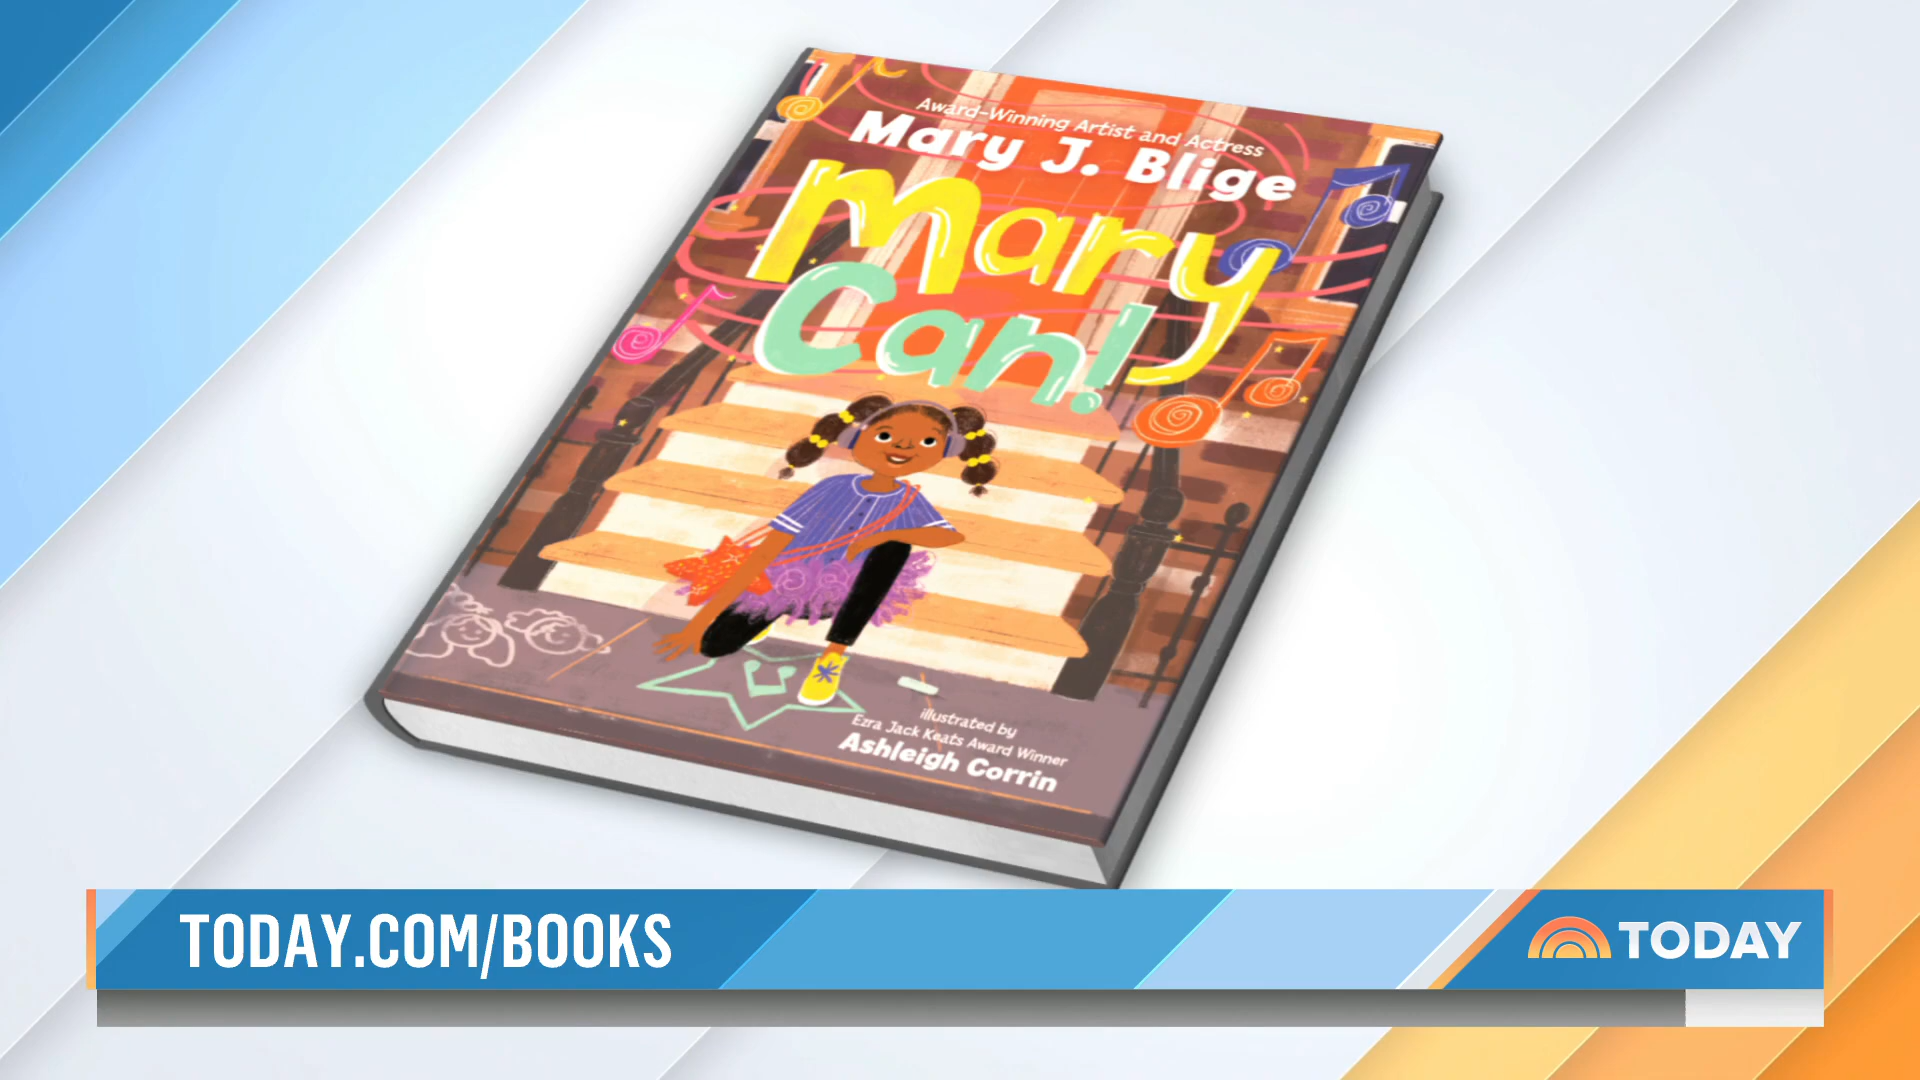 Award-Winning Artist and Actress
Mary J. Blige
Mary
Can!
illustrated by
Ezra Jack Keats Award Winner
Ashleigh Corrin
TODAY.COM/BOOKS
TODAY